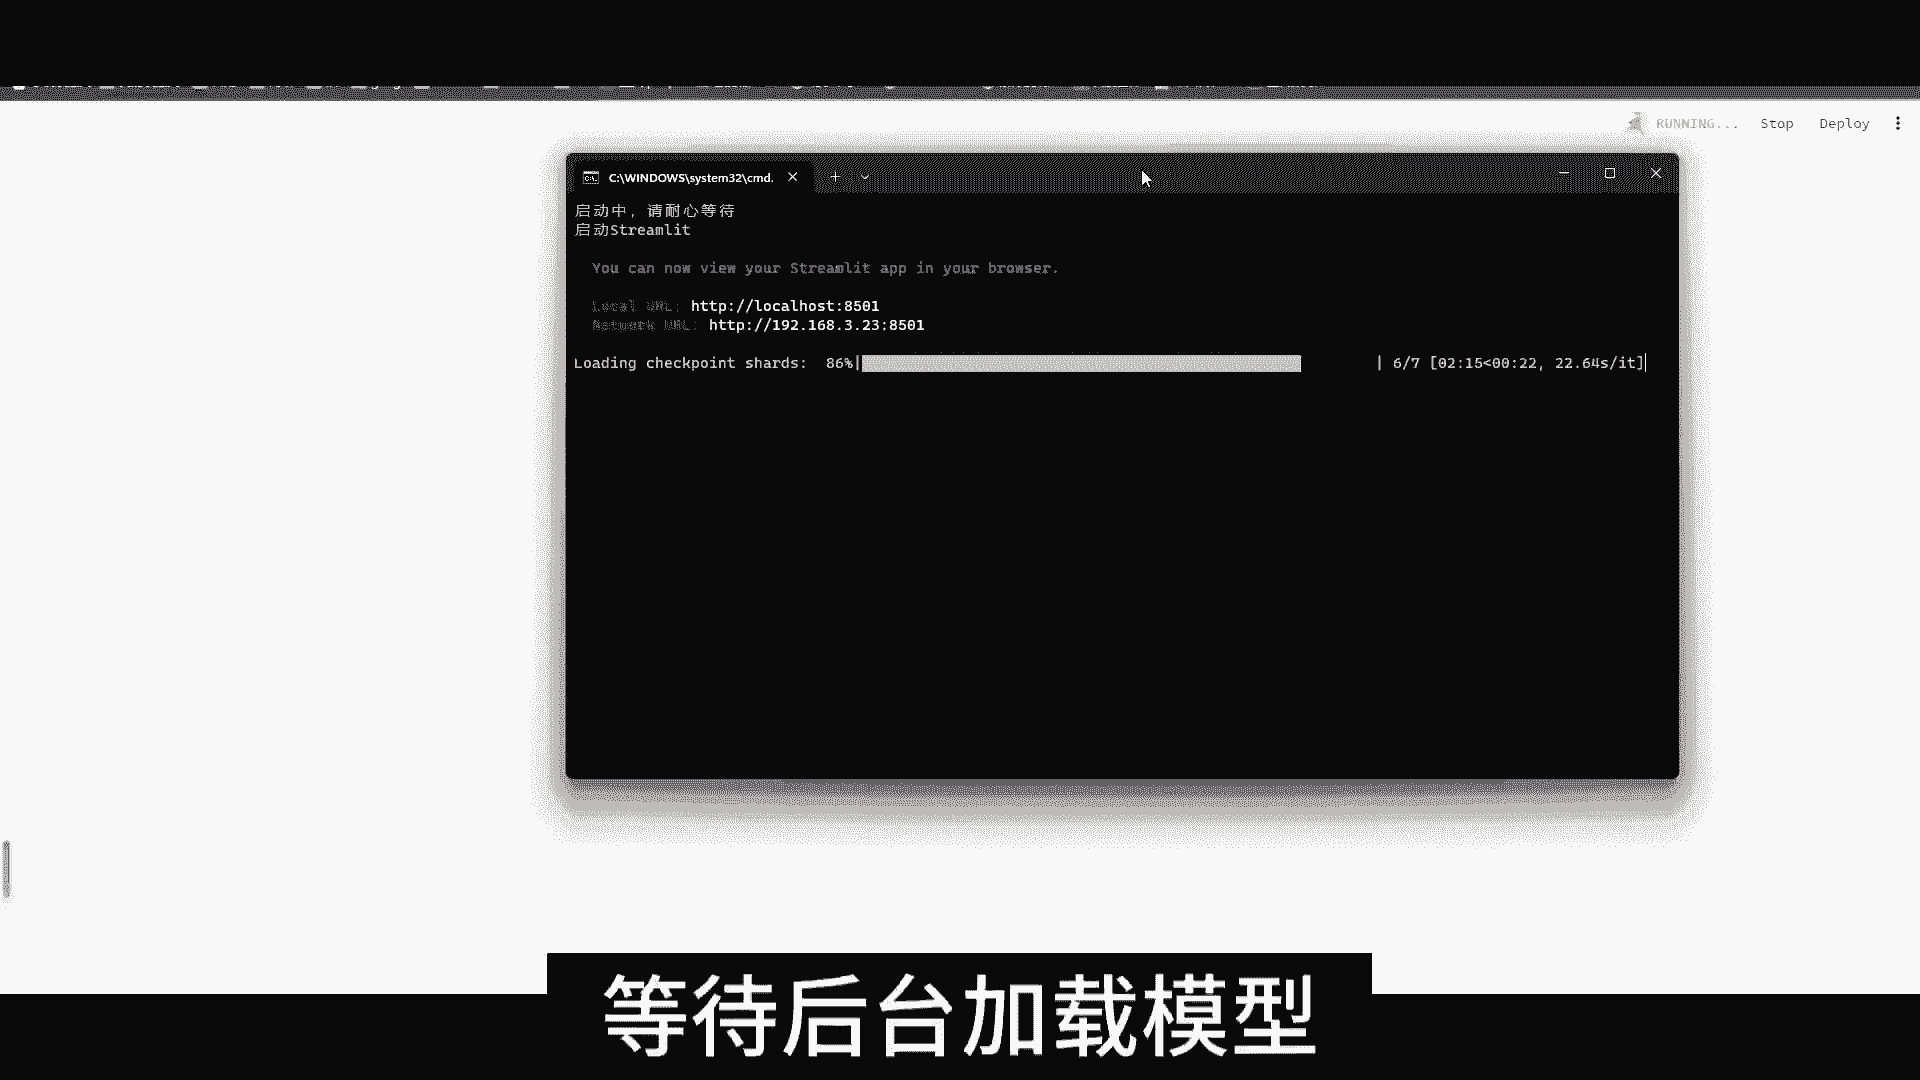 RUNNING... Stop Deploy
C:\WINDOWS\system32\cmd.
启动中，请耐心等待
启动Streamlit
You can now view your Streamlit app in your browser.
Local URL: http://localhost:8501
Network URL: http://192.168.3.23:8501
Loading checkpoint shards: 86%| | 6/7 [02:15<00:22, 22.64s/it]
等待后台加载模型